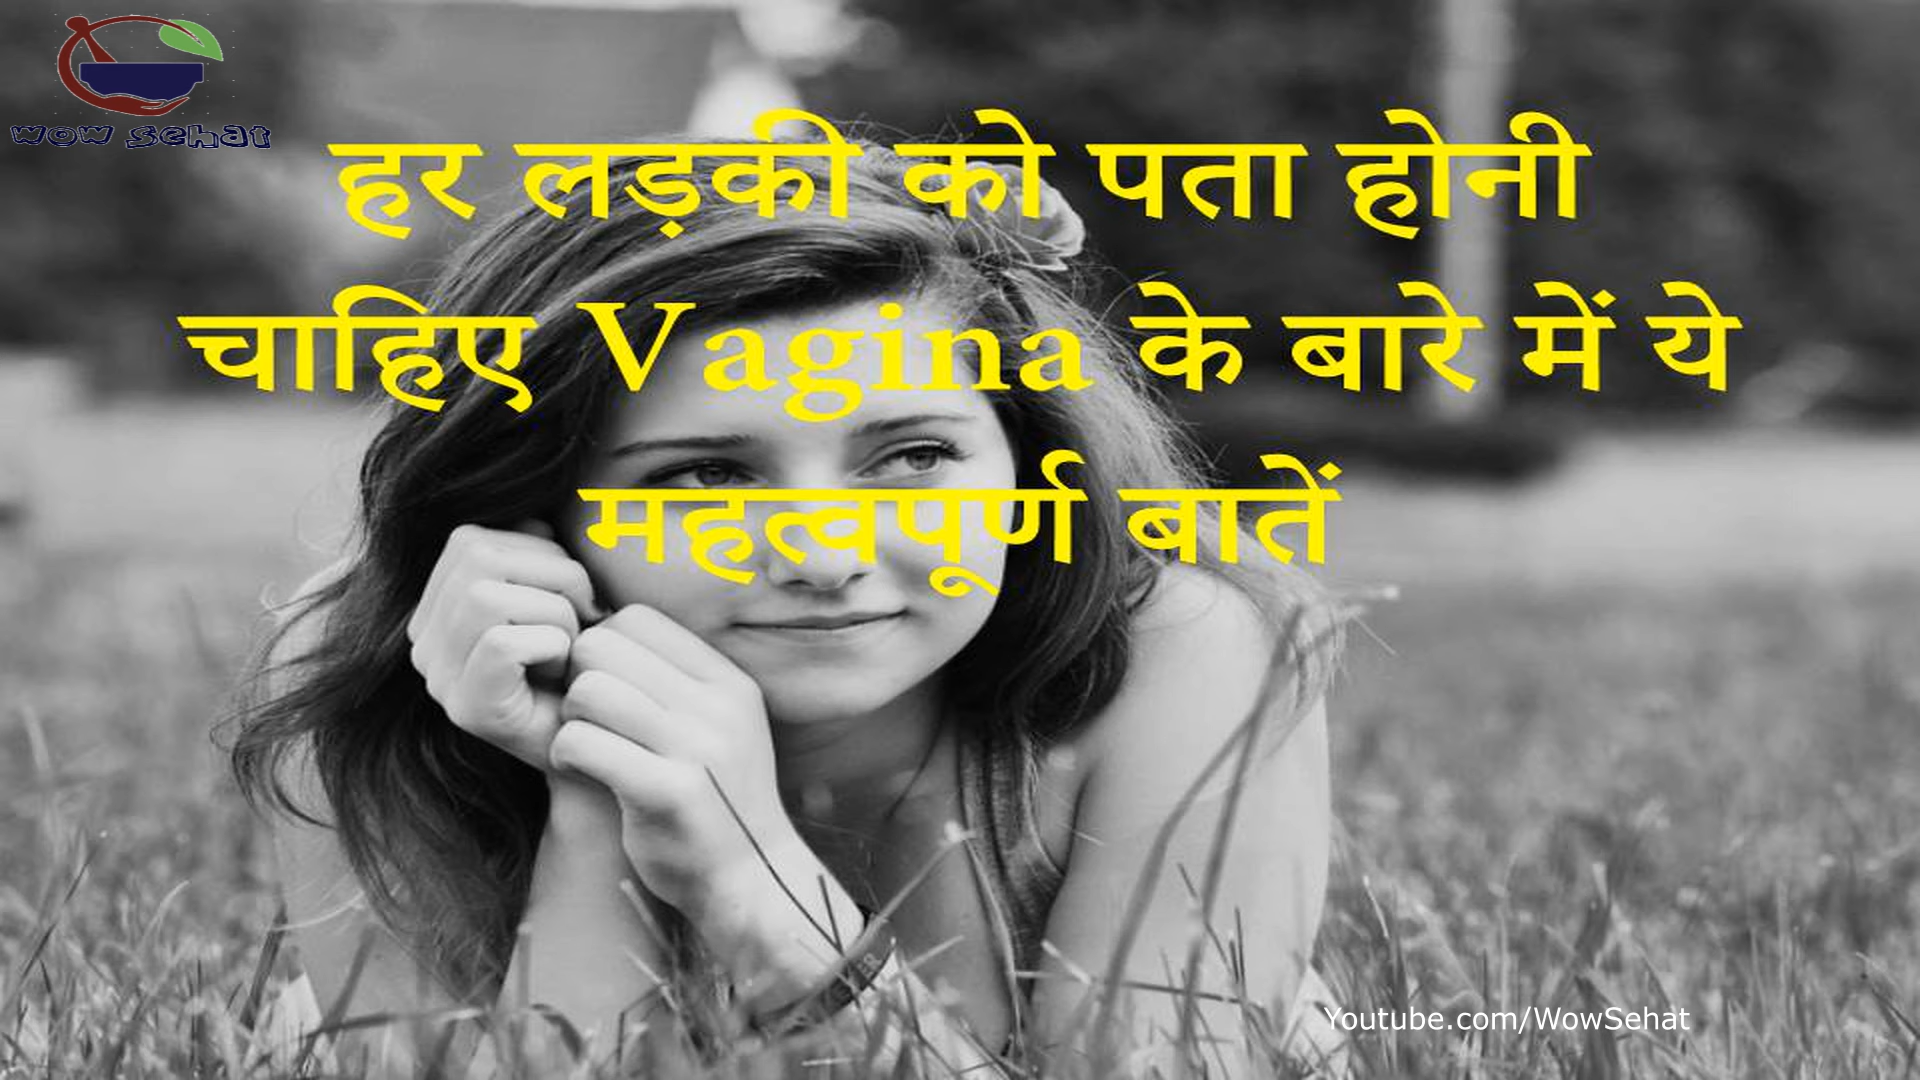 wow sehat
हर लड़की को पता होनी
चाहिए Vagina के बारे में ये
महत्वपूर्ण बातें
Youtube.com/WowSehat